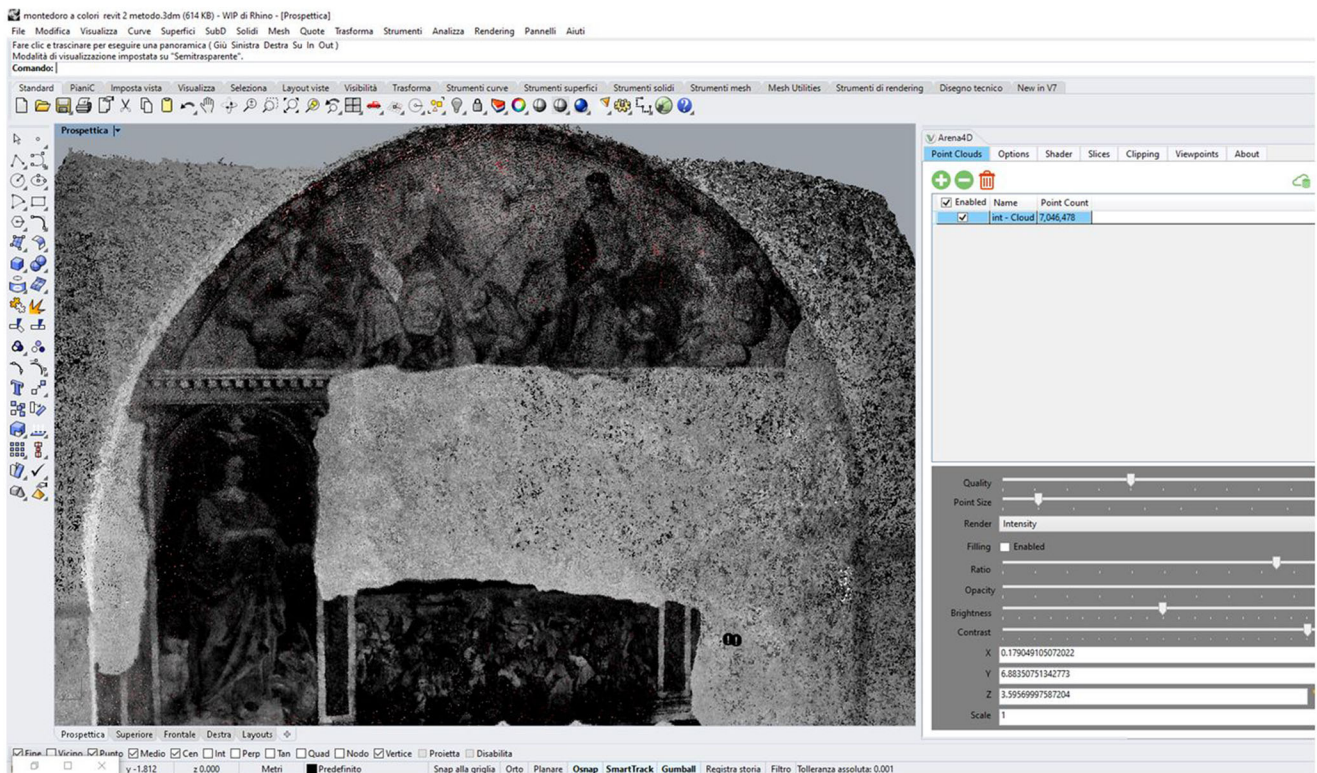 montedoro a colori revit 2 metodo.3dm (614 KB) - WIP di Rhino - [Prospettica]
File Modifica Visualizza Curve Superfici SubD Solidi Mesh Quote Trasforma Strumenti Analizza Rendering Pannelli Aiuti
Fare clic e trascinare per eseguire una panoramica ( Giù Sinistra Destra Su In Out )
Modalità di visualizzazione impostata su "Semitrasparente".
Comando:
Standard PianiC Imposta vista Visualizza Seleziona Layout viste Visibilità Trasforma Strumenti curve Strumenti superfici Strumenti solidi Strumenti mesh Mesh Utilities Strumenti di rendering Disegno tecnico New in V7
Prospettica
Arena4D
Point Clouds Options Shader Slices Clipping Viewpoints About
Enabled Name Point Count
int - Cloud 7,046,478
Quality
Point Size
Render Intensity
Filling Enabled
Ratio
Opacity
Brightness
Contrast
X 0.179049105072022
Y 6.88350751342773
Z 3.59569997587204
Scale 1
Prospettica Superiore Frontale Destra Layouts
Fine Vicino Punto Medio Cen Int Perp Tan Quad Nodo Vertice Proietta Disabilita
y -1.812 z 0.000 Metri Predefinito Snap alla griglia Orto Planare Osnap SmartTrack Gumball Registra storia Filtro Tolleranza assoluta: 0.001